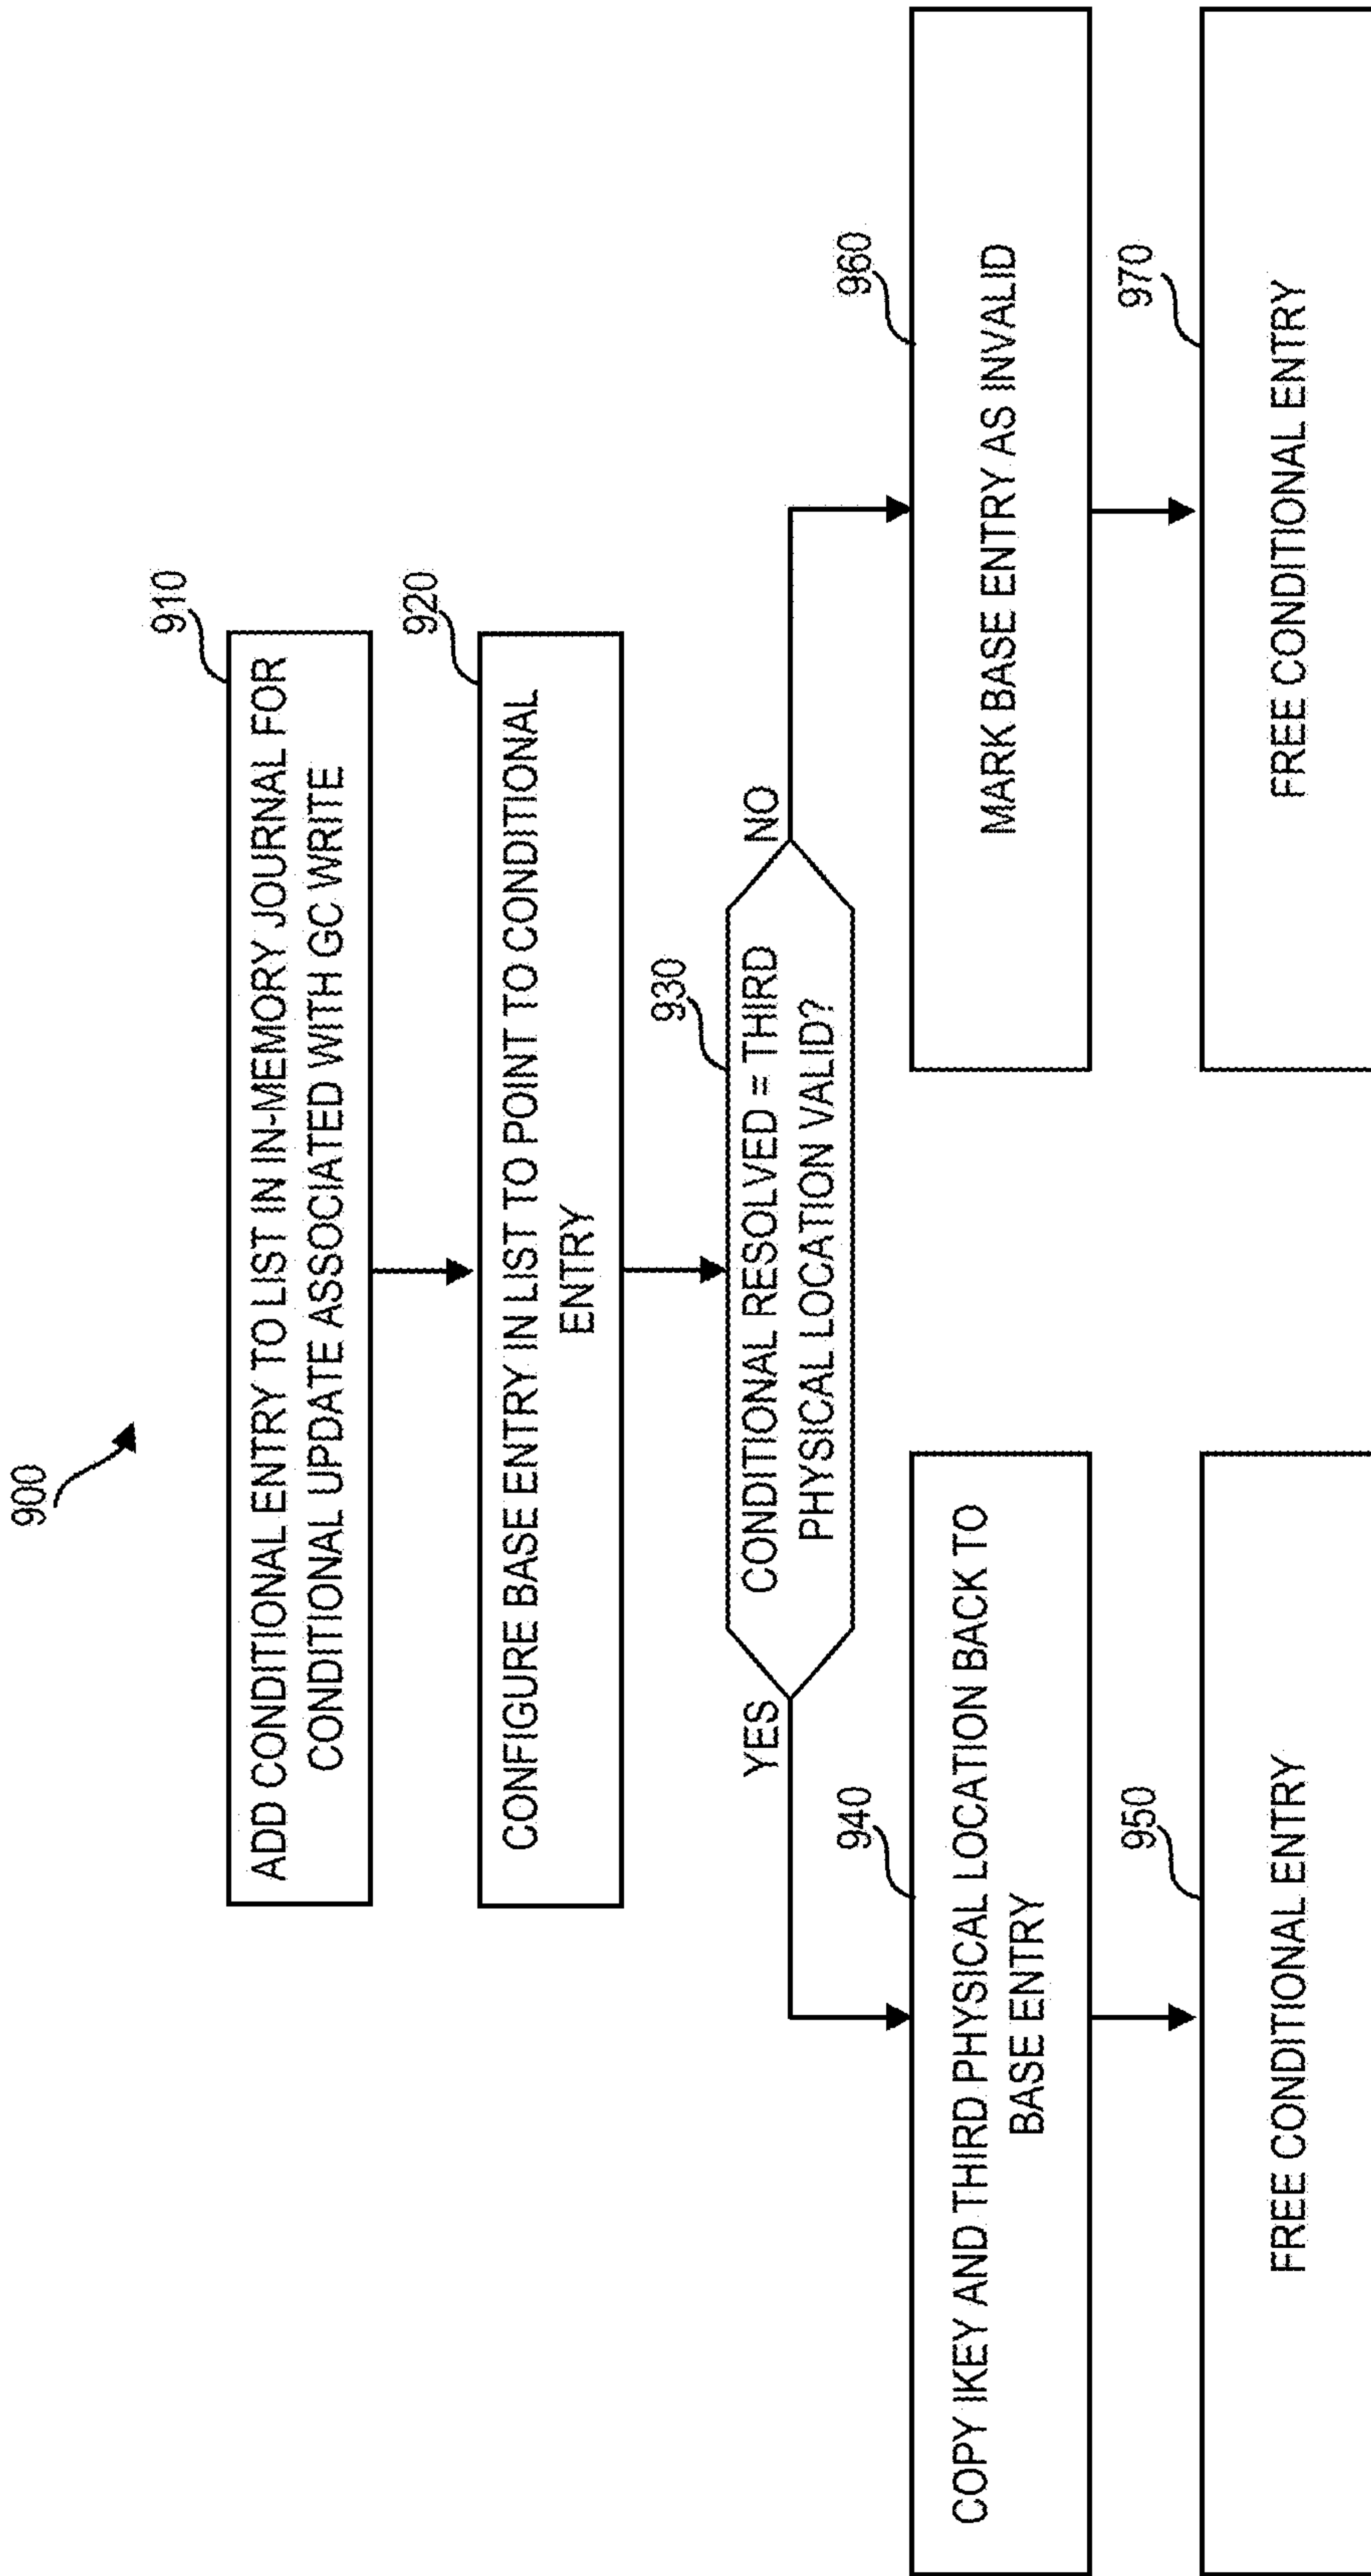 900
910
ADD CONDITIONAL ENTRY TO LIST IN IN-MEMORY JOURNAL FOR
CONDITIONAL UPDATE ASSOCIATED WITH GC WRITE
920
CONFIGURE BASE ENTRY IN LIST TO POINT TO CONDITIONAL
ENTRY
930
CONDITIONAL RESOLVED = THIRD
PHYSICAL LOCATION VALID?
YES
NO
940
COPY IKEY AND THIRD PHYSICAL LOCATION BACK TO
BASE ENTRY
950
FREE CONDITIONAL ENTRY
960
MARK BASE ENTRY AS INVALID
970
FREE CONDITIONAL ENTRY